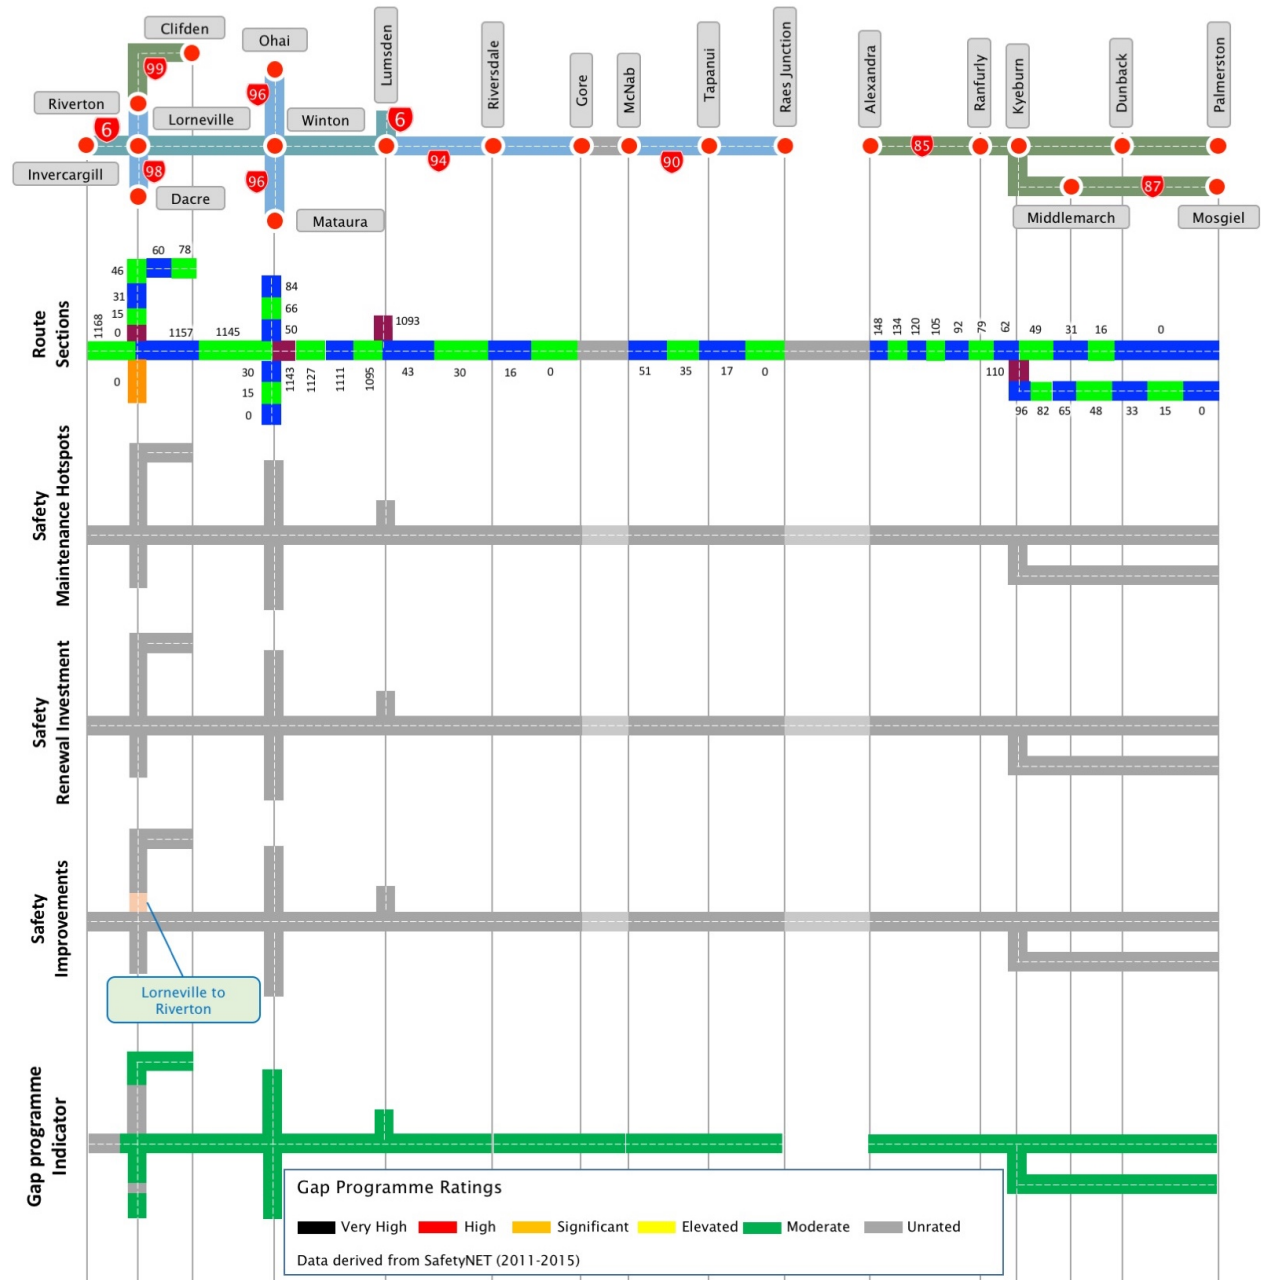 Clifden
Ohai
Lumsden
Riversdale
Gore
McNab
Tapanui
Raes Junction
Alexandra
Ranfurly
Kyeburn
Dunback
Palmerston
99
96
Riverton
Lorneville
Winton
6
6
85
94
90
Invercargill
98
96
87
Dacre
Mataura
Middlemarch
Mosgiel
Route
Sections
60 78
46
31
15
0
1168
1157 1145
84
66
50
1093
148 134 120 105 92 79 62 49 31 16 0
0
30
15
0
1143 1127 1111 1095 43 30 16 0 51 35 17 0
110
96 82 65 48 33 15 0
Safety
Maintenance Hotspots
Safety
Renewal Investment
Safety
Improvements
Lorneville to
Riverton
Gap programme
Indicator
Gap Programme Ratings
Very High High Significant Elevated Moderate Unrated
Data derived from SafetyNET (2011-2015)